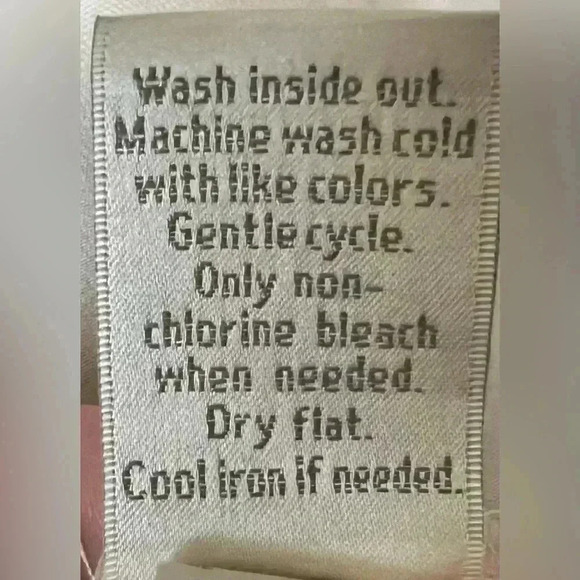 Wash inside out.
Machine wash cold
with like colors.
Gentle cycle.
Only non-
chlorine bleach
when needed.
Dry flat.
Cool iron if needed.